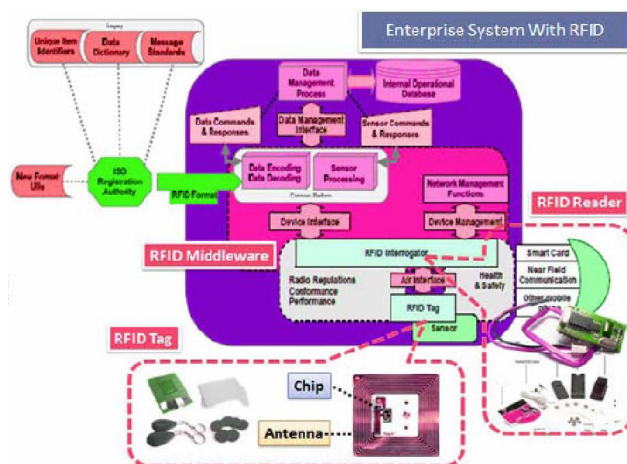 Enterprise System With RFID
Legacy
Unique Item
Identifiers
Data
Dictionary
Message
Standards
Data
Management
Process
Internal Operational
Database
Data Commands
& Responses
Data Management
Interface
Sensor Commands
& Responses
New Format
UIIs
ISO
Registration
Authority
RFID Format
Data Encoding
Data Decoding
Sensor
Processing
Network Management
Functions
RFID Reader
Device Interface
Device Management
RFID Middleware
RFID Interrogator
Smart Card
Near Field
Communication
Other mobile
Radio Regulations
Conformance
Performance
Air Interface
Health
& Safety
RFID Tag
RFID Tag
Sensor
Chip
Antenna